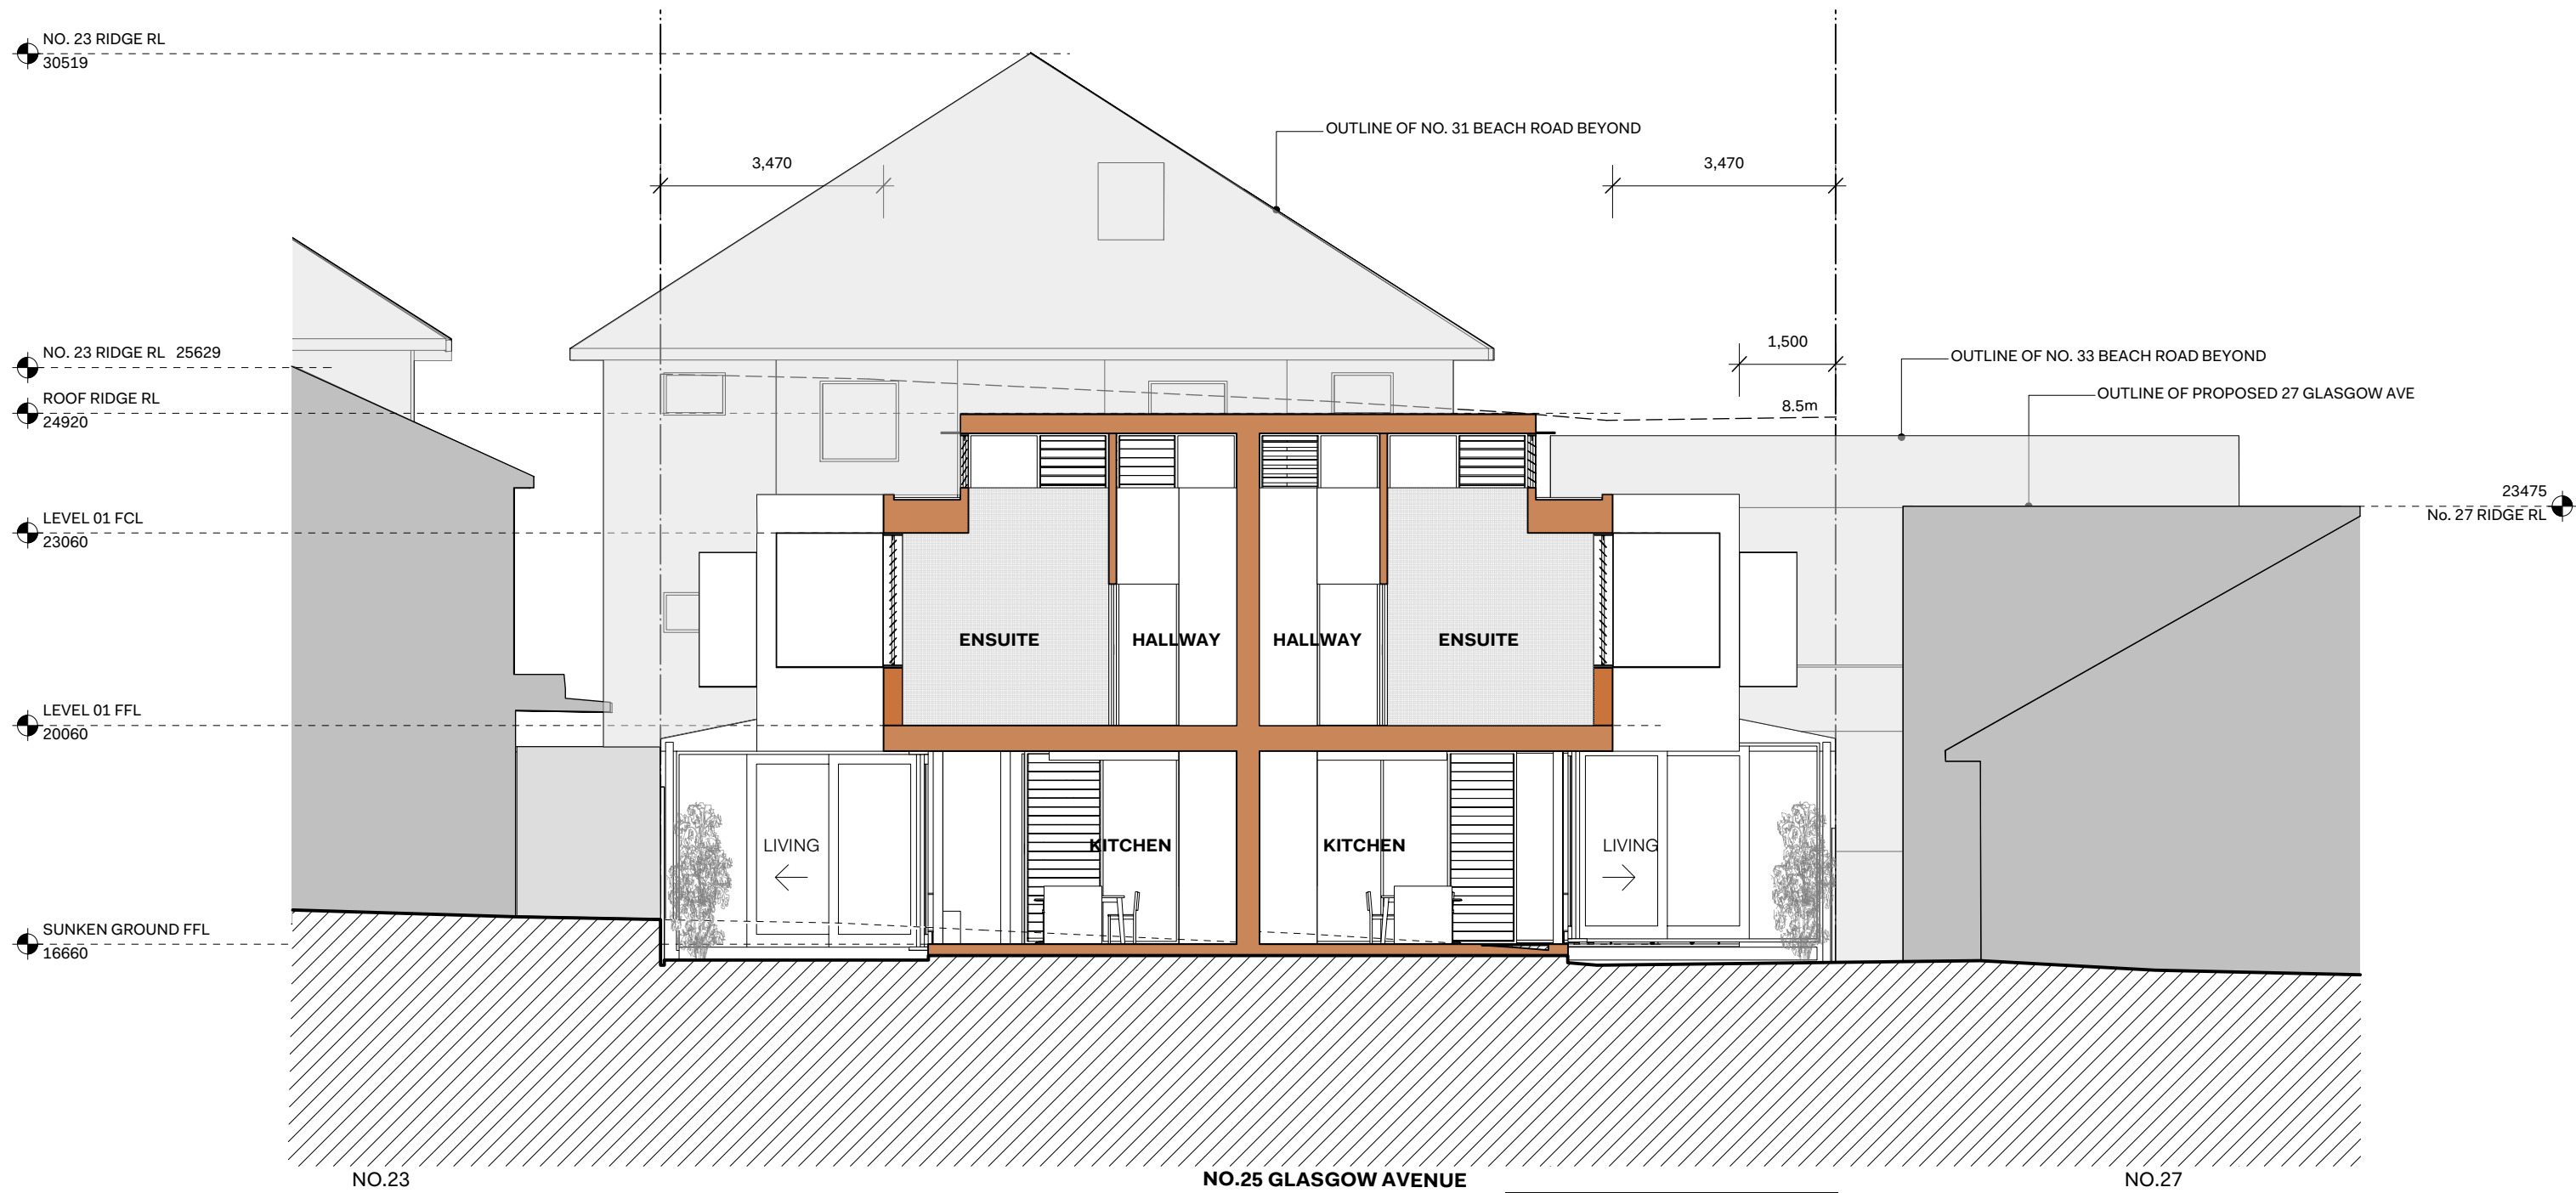 NO. 23 RIDGE RL
30519
OUTLINE OF NO. 31 BEACH ROAD BEYOND
3,470
3,470
1,500
NO. 23 RIDGE RL 25629
OUTLINE OF NO. 33 BEACH ROAD BEYOND
ROOF RIDGE RL
24920
OUTLINE OF PROPOSED 27 GLASGOW AVE
8.5m
23475
No. 27 RIDGE RL
LEVEL 01 FCL
23060
ENSUITE
HALLWAY
HALLWAY
ENSUITE
LEVEL 01 FFL
20060
LIVING
KITCHEN
KITCHEN
LIVING
SUNKEN GROUND FFL
16660
NO.23
NO.25 GLASGOW AVENUE
NO.27